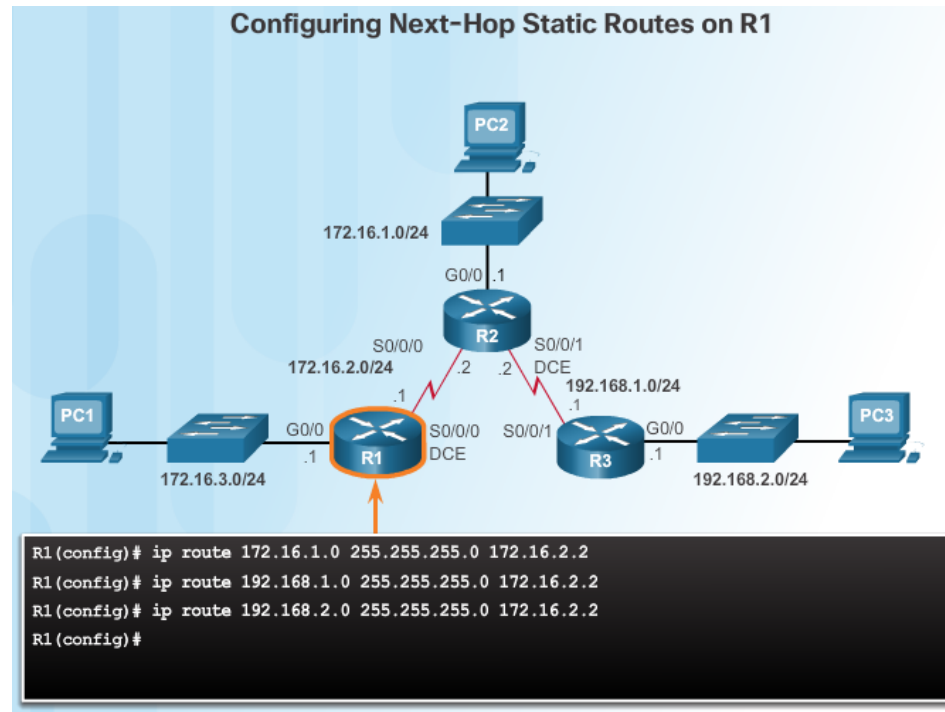 Configuring Next-Hop Static Routes on R1
PC2
172.16.1.0/24
G0/0 .1
R2
S0/0/0
S0/0/1
172.16.2.0/24
.2
.2
DCE
192.168.1.0/24
.1
.1
PC1
PC3
G0/0
S0/0/0
S0/0/1
G0/0
.1
R1
DCE
R3
.1
172.16.3.0/24
192.168.2.0/24
R1(config)# ip route 172.16.1.0 255.255.255.0 172.16.2.2
R1(config)# ip route 192.168.1.0 255.255.255.0 172.16.2.2
R1(config)# ip route 192.168.2.0 255.255.255.0 172.16.2.2
R1(config)#